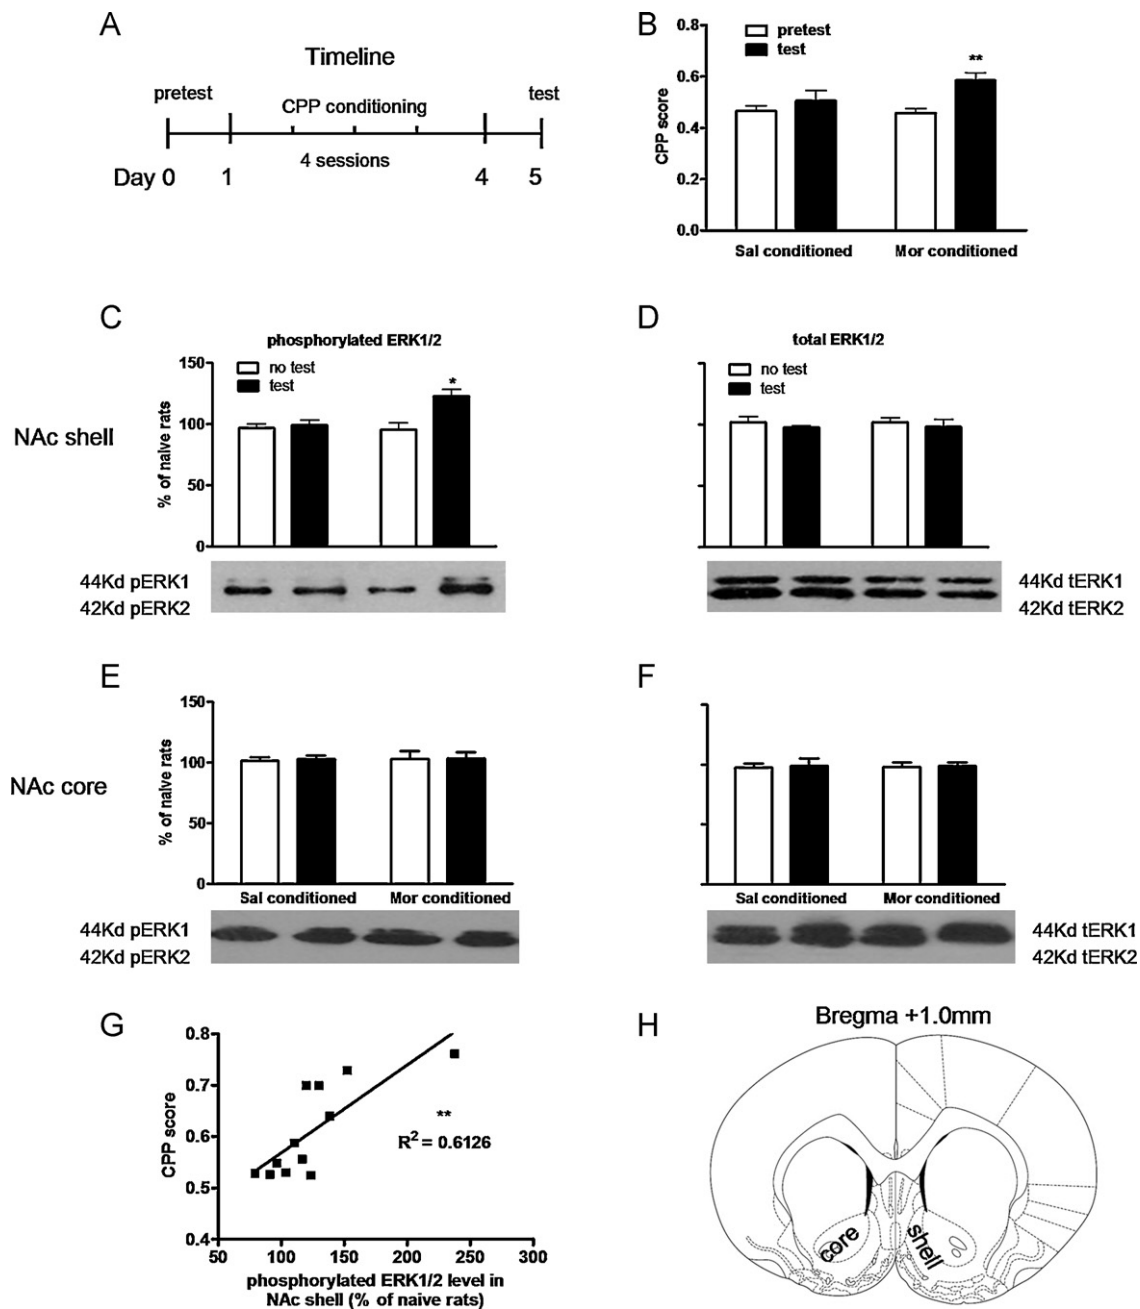 A
Timeline
pretest
CPP conditioning
test
4 sessions
Day 0 1 4 5
B
pretest
test
**
CPP score
0.8
0.6
0.4
0.2
0.0
Sal conditioned Mor conditioned
C
phosphorylated ERK1/2
no test
test
*
NAc shell
% of naive rats
150
100
50
0
44Kd pERK1
42Kd pERK2
D
total ERK1/2
no test
test
44Kd tERK1
42Kd tERK2
E
NAc core
% of naive rats
150
100
50
0
Sal conditioned Mor conditioned
44Kd pERK1
42Kd pERK2
F
Sal conditioned Mor conditioned
44Kd tERK1
42Kd tERK2
G
CPP score
0.8
0.7
0.6
0.5
0.4
**
R² = 0.6126
50 100 150 200 250 300
phosphorylated ERK1/2 level in
NAc shell (% of naive rats)
H
Bregma +1.0mm
core
shell